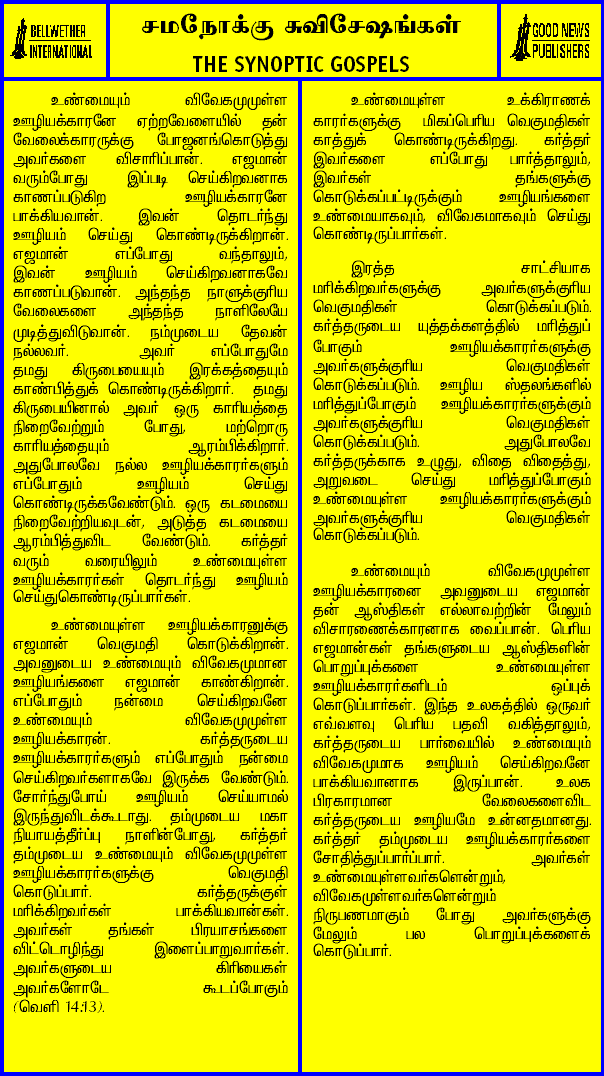 BELLWETHER
INTERNATIONAL
சமநோக்கு சுவிசேஷங்கள்
THE SYNOPTIC GOSPELS
GOOD NEWS
PUBLISHERS
உண்மையும் விவேகமுமுள்ள
ஊழியக்காரனே ஏற்றவேளையில் தன்
வேலைக்காரருக்கு போஜனங்கொடுத்து
அவர்களை விசாரிப்பான். எஜமான்
வரும்போது இப்படி செய்கிறவனாக
காணப்படுகிற ஊழியக்காரனே
பாக்கியவான். இவன் தொடர்ந்து
ஊழியம் செய்து கொண்டிருக்கிறான்.
எஜமான் எப்போது வந்தாலும்,
இவன் ஊழியம் செய்கிறவனாகவே
காணப்படுவான். அந்தந்த நாளுக்குரிய
வேலைகளை அந்தந்த நாளிலேயே
முடித்துவிடுவான். நம்முடைய தேவன்
நல்லவர். அவர் எப்போதுமே
தமது கிருபையையும் இரக்கத்தையும்
காண்பித்துக் கொண்டிருக்கிறார். தமது
கிருபையினால் அவர் ஒரு காரியத்தை
நிறைவேற்றும் போது, மற்றொரு
காரியத்தையும் ஆரம்பிக்கிறார்.
அதுபோலவே நல்ல ஊழியக்காரர்களும்
எப்போதும் ஊழியம் செய்து
கொண்டிருக்கவேண்டும். ஒரு கடமையை
நிறைவேற்றியவுடன், அடுத்த கடமையை
ஆரம்பித்துவிட வேண்டும். கர்த்தர்
வரும் வரையிலும் உண்மையுள்ள
ஊழியக்காரர்கள் தொடர்ந்து ஊழியம்
செய்துகொண்டிருப்பார்கள்.
உண்மையுள்ள ஊழியக்காரனுக்கு
எஜமான் வெகுமதி கொடுக்கிறான்.
அவனுடைய உண்மையும் விவேகமுமான
ஊழியங்களை எஜமான் காண்கிறான்.
எப்போதும் நன்மை செய்கிறவனே
உண்மையும் விவேகமுமுள்ள
ஊழியக்காரன். கர்த்தருடைய
ஊழியக்காரர்களும் எப்போதும் நன்மை
செய்கிறவர்களாகவே இருக்க வேண்டும்.
சோர்ந்துபோய் ஊழியம் செய்யாமல்
இருந்துவிடக்கூடாது. தம்முடைய மகா
நியாயத்தீர்ப்பு நாளின்போது, கர்த்தர்
தம்முடைய உண்மையும் விவேகமுமுள்ள
ஊழியக்காரர்களுக்கு வெகுமதி
கொடுப்பார். கர்த்தருக்குள்
மரிக்கிறவர்கள் பாக்கியவான்கள்.
அவர்கள் தங்கள் பிரயாசங்களை
விட்டொழிந்து இளைப்பாறுவார்கள்.
அவர்களுடைய கிரியைகள்
அவர்களோடே கூடப்போகும்
(வெளி 14:13).
உண்மையுள்ள உக்கிராணக்
காரர்களுக்கு மிகப்பெரிய வெகுமதிகள்
காத்துக் கொண்டிருக்கிறது. கர்த்தர்
இவர்களை எப்போது பார்த்தாலும்,
இவர்கள் தங்களுக்கு
கொடுக்கப்பட்டிருக்கும் ஊழியங்களை
உண்மையாகவும், விவேகமாகவும் செய்து
கொண்டிருப்பார்கள்.
இரத்த சாட்சியாக
மரிக்கிறவர்களுக்கு அவர்களுக்குரிய
வெகுமதிகள் கொடுக்கப்படும்.
கர்த்தருடைய யுத்தக்களத்தில் மரித்துப்
போகும் ஊழியக்காரர்களுக்கு
அவர்களுக்குரிய வெகுமதிகள்
கொடுக்கப்படும். ஊழிய ஸ்தலங்களில்
மரித்துப்போகும் ஊழியக்காரர்களுக்கும்
அவர்களுக்குரிய வெகுமதிகள்
கொடுக்கப்படும். அதுபோலவே
கர்த்தருக்காக உழுது, விதை விதைத்து,
அறுவடை செய்து மரித்துப்போகும்
உண்மையுள்ள ஊழியக்காரர்களுக்கும்
அவர்களுக்குரிய வெகுமதிகள்
கொடுக்கப்படும்.
உண்மையும் விவேகமுமுள்ள
ஊழியக்காரனை அவனுடைய எஜமான்
தன் ஆஸ்திகள் எல்லாவற்றின் மேலும்
விசாரணைக்காரனாக வைப்பான். பெரிய
எஜமான்கள் தங்களுடைய ஆஸ்திகளின்
பொறுப்புக்களை உண்மையுள்ள
ஊழியக்காரர்களிடம் ஒப்புக்
கொடுப்பார்கள். இந்த உலகத்தில் ஒருவர்
எவ்வளவு பெரிய பதவி வகித்தாலும்,
கர்த்தருடைய பார்வையில் உண்மையும்
விவேகமுமாக ஊழியம் செய்கிறவனே
பாக்கியவானாக இருப்பான். உலக
பிரகாரமான வேலைகளைவிட
கர்த்தருடைய ஊழியமே உன்னதமானது.
கர்த்தர் தம்முடைய ஊழியக்காரர்களை
சோதித்துப்பார்ப்பார். அவர்கள்
உண்மையுள்ளவர்களென்றும்,
விவேகமுள்ளவர்களென்றும்
நிருபணமாகும் போது அவர்களுக்கு
மேலும் பல பொறுப்புக்களைக்
கொடுப்பார்.